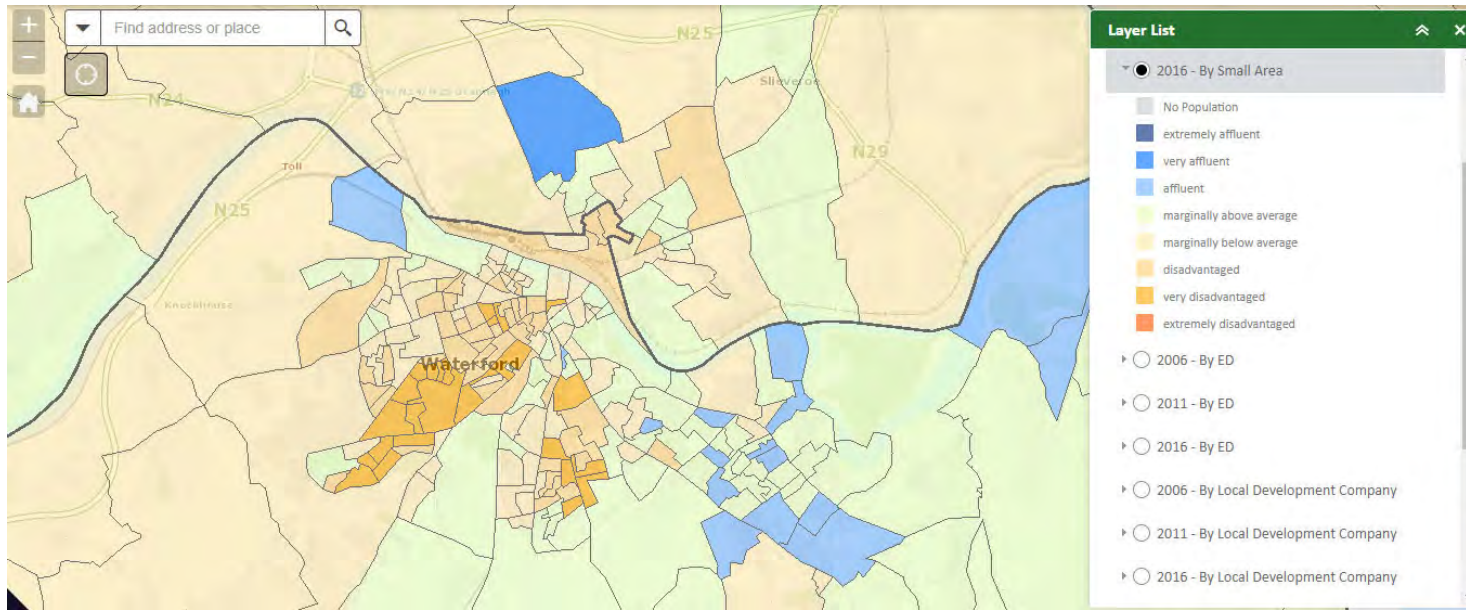 +
Find address or place
−
N25
Slieveroe
N24
N29
Toll
N25
Knockhouse
Waterford
Layer List
2016 - By Small Area
No Population
extremely affluent
very affluent
affluent
marginally above average
marginally below average
disadvantaged
very disadvantaged
extremely disadvantaged
2006 - By ED
2011 - By ED
2016 - By ED
2006 - By Local Development Company
2011 - By Local Development Company
2016 - By Local Development Company